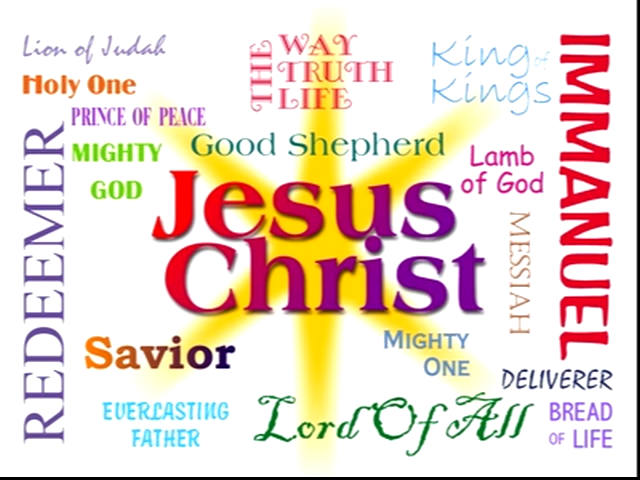 Lion of Judah
Holy One
PRINCE OF PEACE
THE
WAY
TRUTH
LIFE
King of
Kings
IMMANUEL
REDEEMER
MIGHTY
GOD
Good Shepherd
Lamb
of God
Jesus
Christ
MESSIAH
Savior
MIGHTY
ONE
DELIVERER
EVERLASTING
FATHER
Lord Of All
BREAD
OF LIFE